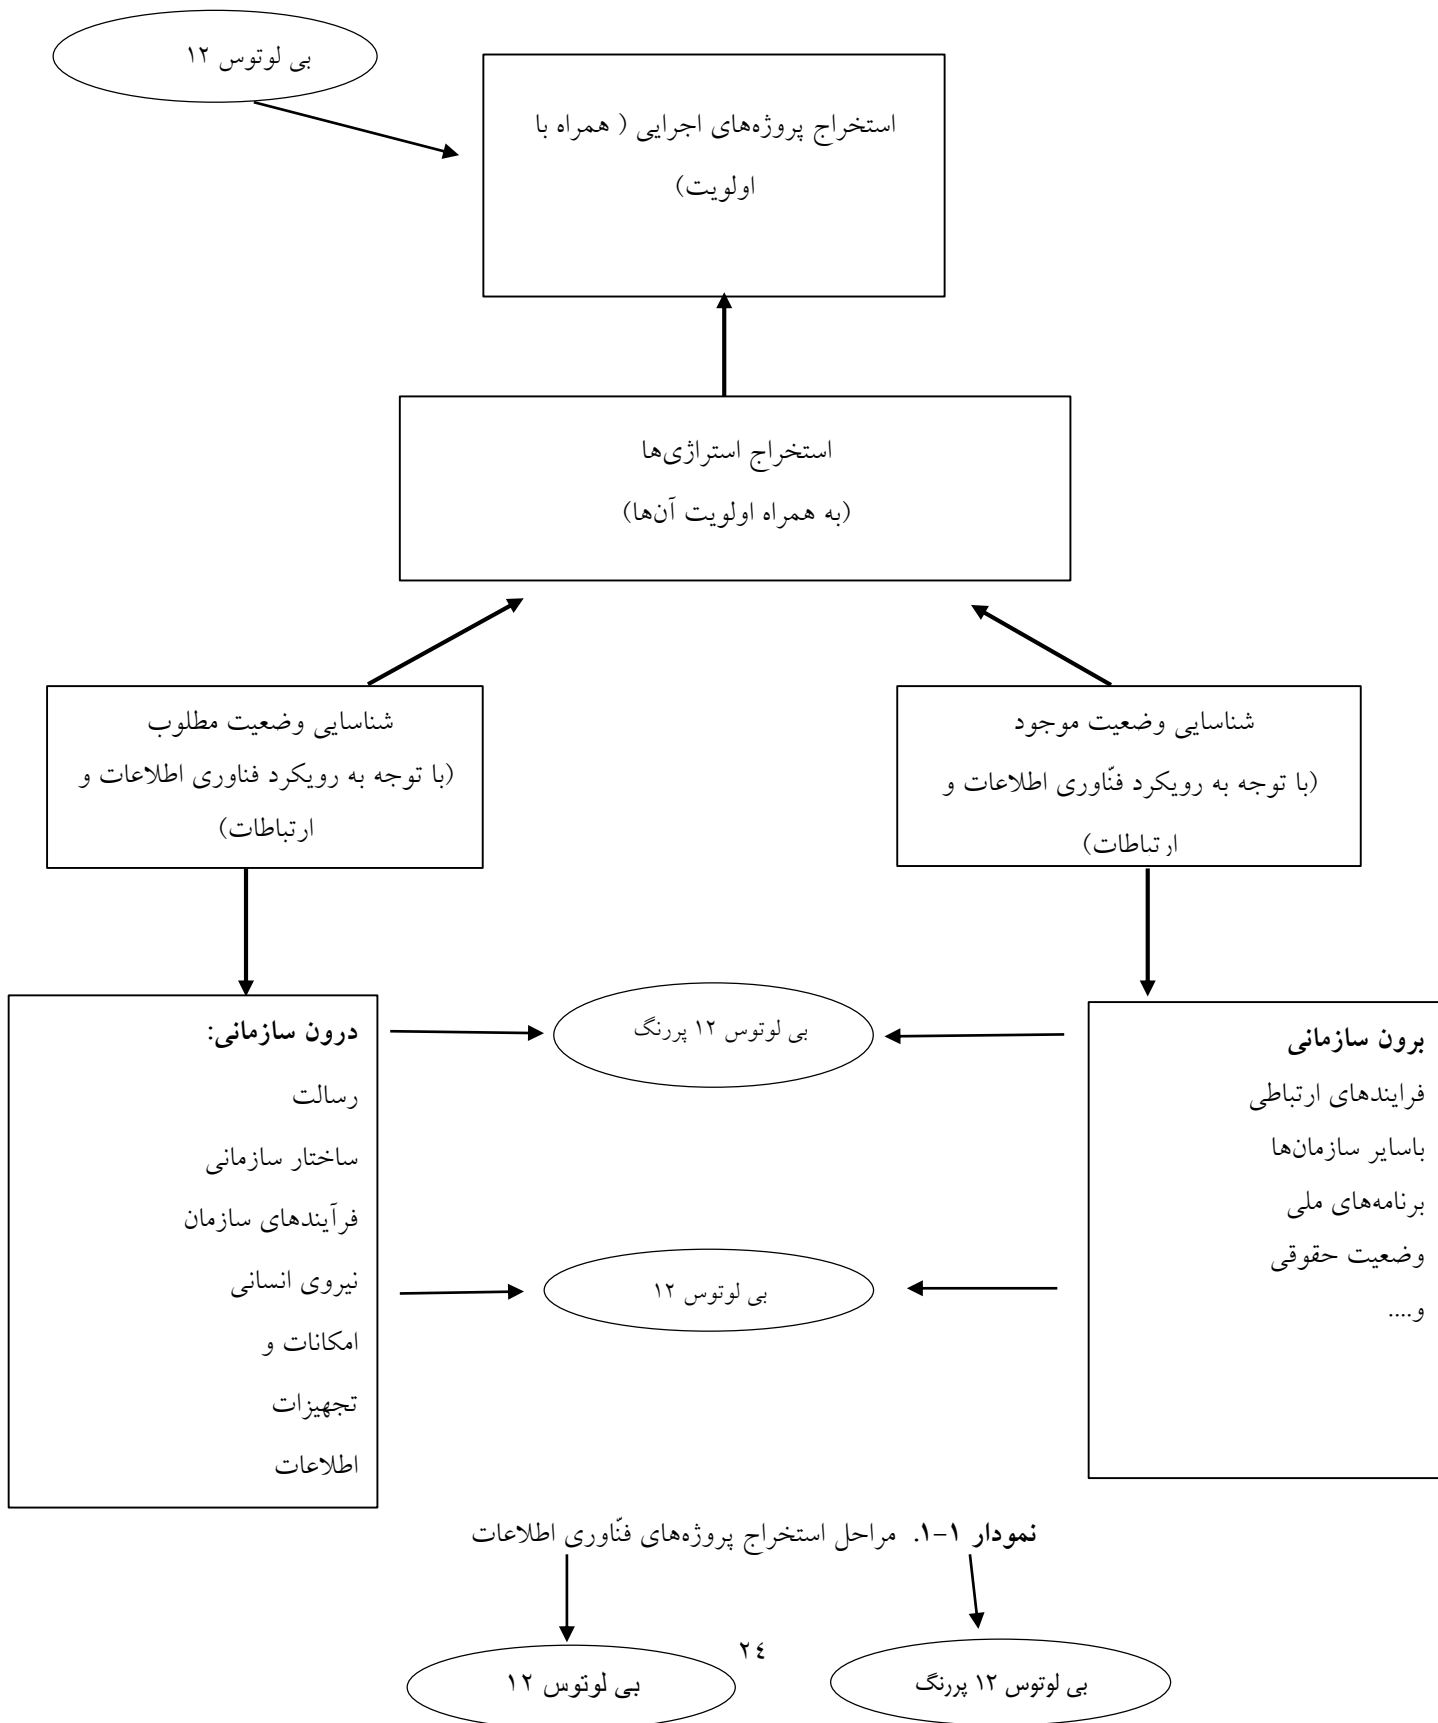 بی لوتوس ۱۲
استخراج پروژه‌های اجرایی ( همراه با
اولویت)
استخراج استراژی‌ها
(به همراه اولویت آن‌ها)
شناسایی وضعیت موجود
(با توجه به رویکرد فنّاوری اطلاعات و
ارتباطات)
شناسایی وضعیت مطلوب
(با توجه به رویکرد فناوری اطلاعات و
ارتباطات)
برون سازمانی
فرایندهای ارتباطی
باسایر سازمان‌ها
برنامه‌های ملی
وضعیت حقوقی
و....
بی لوتوس ۱۲ پررنگ
بی لوتوس ۱۲
درون سازمانی:
رسالت
ساختار سازمانی
فرآیندهای سازمان
نیروی انسانی
امکانات و
تجهیزات
اطلاعات
نمودار ۱-۱. مراحل استخراج پروژه‌های فنّاوری اطلاعات
بی لوتوس ۱۲ پررنگ
۲٤
بی لوتوس ۱۲